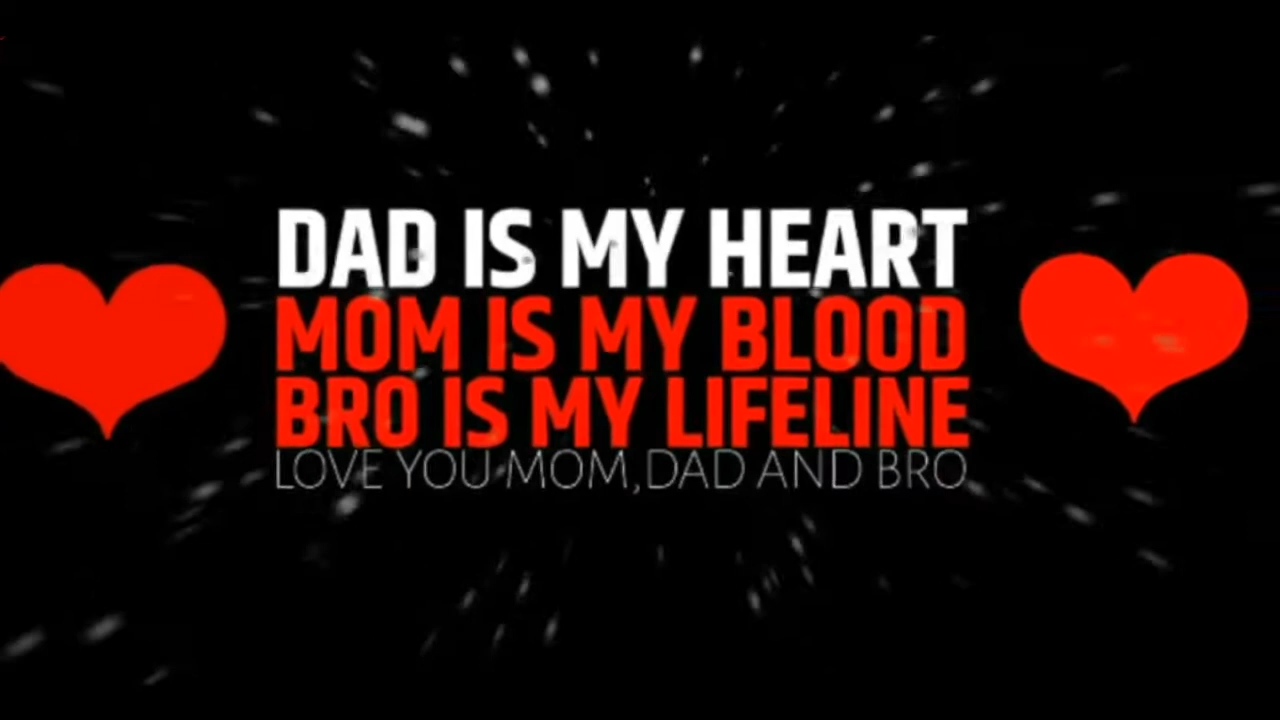 DAD IS MY HEART
MOM IS MY BLOOD
BRO IS MY LIFELINE
LOVE YOU MOM,DAD AND BRO